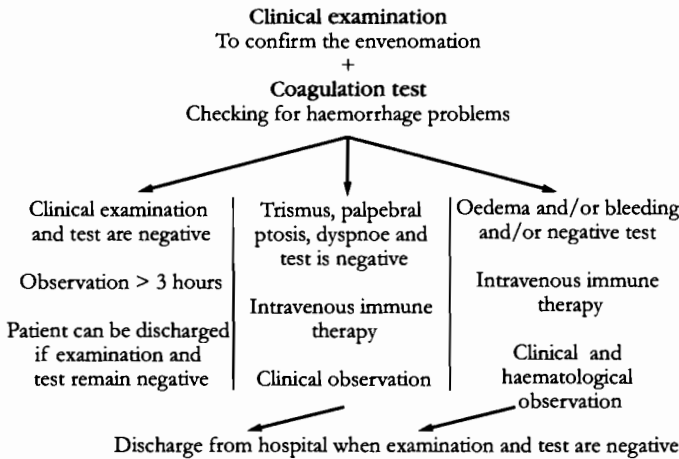 Clinical examination
To confirm the envenomation
+
Coagulation test
Checking for haemorrhage problems
Clinical examination
and test are negative
Observation > 3 hours
Patient can be discharged
if examination and
test remain negative
Trismus, palpebral
ptosis, dyspnoe and
test is negative
Intravenous immune
therapy
Clinical observation
Oedema and/or bleeding
and/or negative test
Intravenous immune
therapy
Clinical and
haematological
observation
Discharge from hospital when examination and test are negative